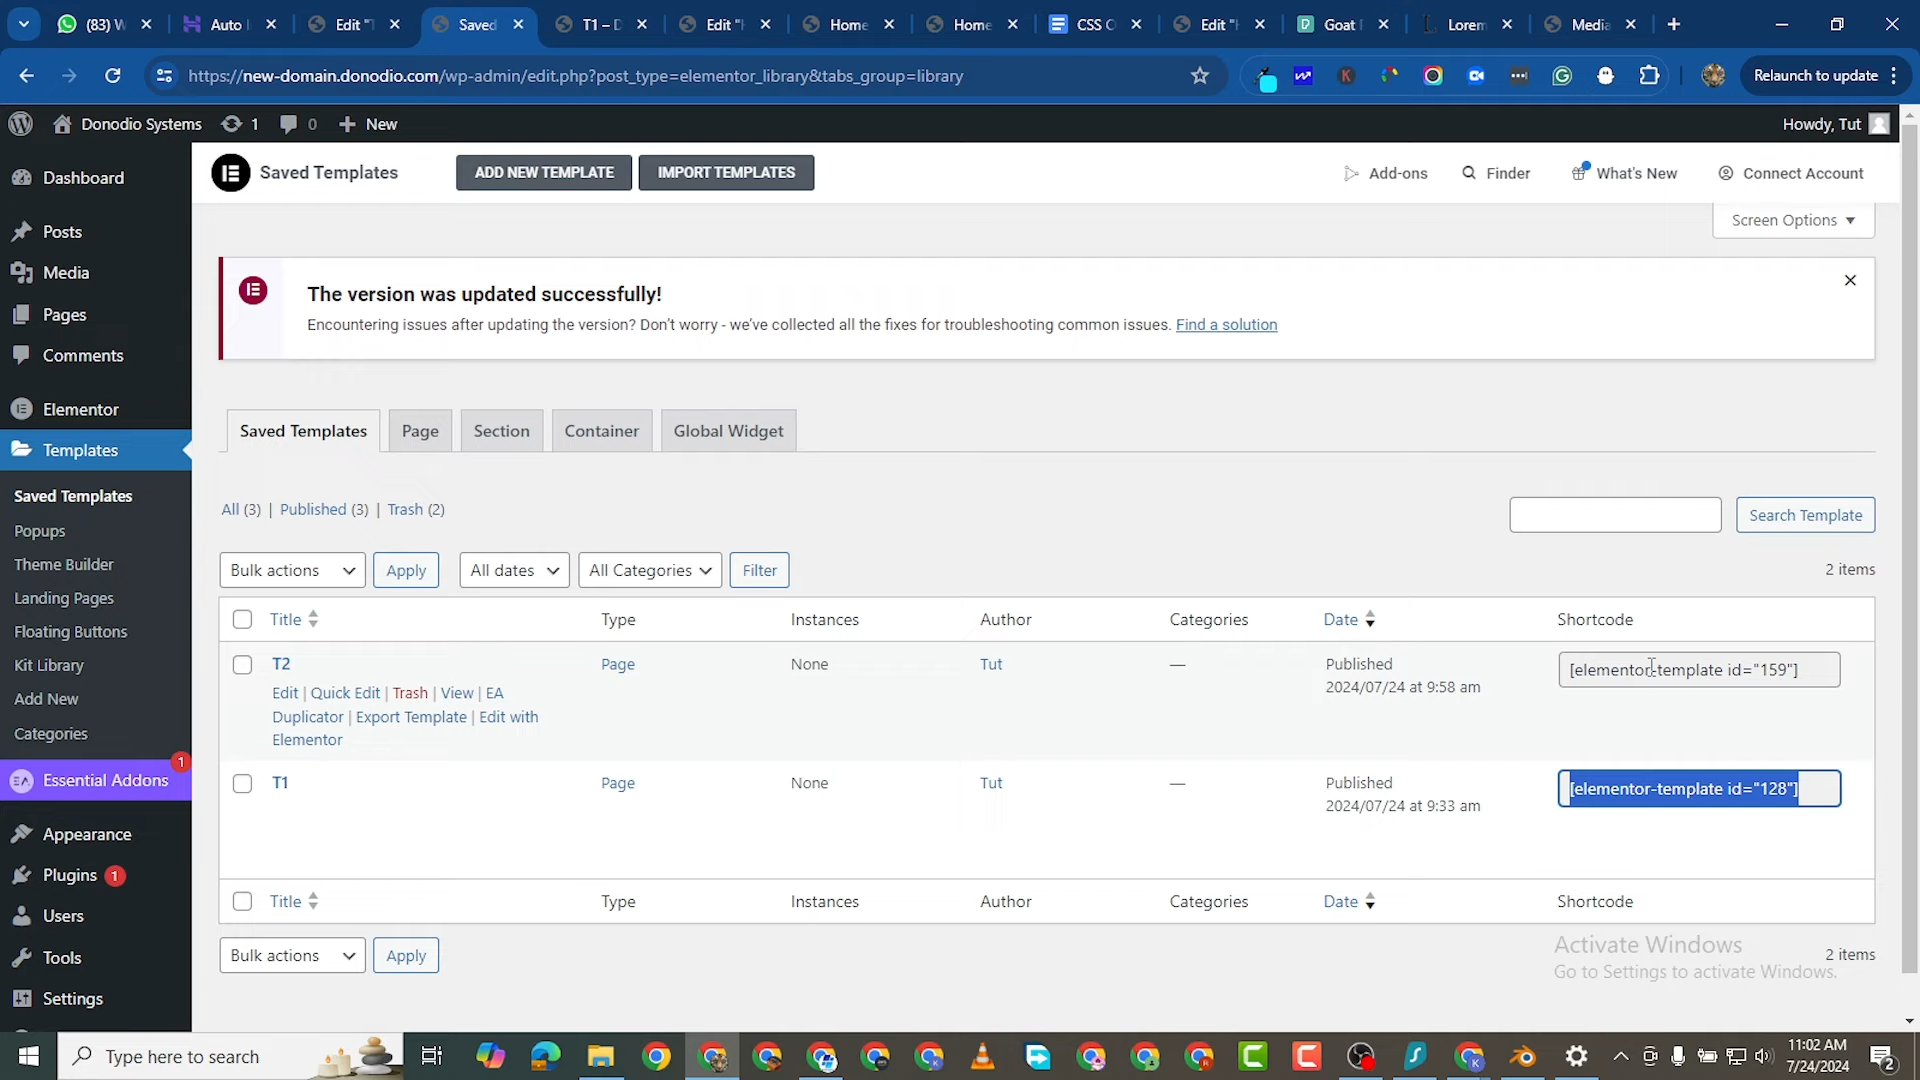 (83) W
Auto
Edit "T
Saved
T1 – D
Edit "H
Home
Home
CSS C
Edit "H
Goat
Lorem
Media
https://new-domain.donodio.com/wp-admin/edit.php?post_type=elementor_library&tabs_group=library
Relaunch to update
Donodio Systems
1
0
New
Howdy, Tut
Dashboard
Posts
Media
Pages
Comments
Elementor
Templates
Saved Templates
Popups
Theme Builder
Landing Pages
Floating Buttons
Kit Library
Add New
Categories
Essential Addons
1
Appearance
Plugins 1
Users
Tools
Settings
Saved Templates
ADD NEW TEMPLATE
IMPORT TEMPLATES
Add-ons
Finder
What's New
Connect Account
Screen Options
The version was updated successfully!
Encountering issues after updating the version? Don't worry - we've collected all the fixes for troubleshooting common issues. Find a solution
Saved Templates
Page
Section
Container
Global Widget
All (3) | Published (3) | Trash (2)
Search Template
Bulk actions
Apply
All dates
All Categories
Filter
2 items
Title
Type
Instances
Author
Categories
Date
Shortcode
T2
Edit | Quick Edit | Trash | View | EA
Duplicator | Export Template | Edit with
Elementor
Page
None
Tut
—
Published
2024/07/24 at 9:58 am
[elementor-template id="159"]
T1
Page
None
Tut
—
Published
2024/07/24 at 9:33 am
[elementor-template id="128"]
Title
Type
Instances
Author
Categories
Date
Shortcode
Bulk actions
Apply
2 items
Activate Windows
Go to Settings to activate Windows.
Type here to search
11:02 AM
7/24/2024
2